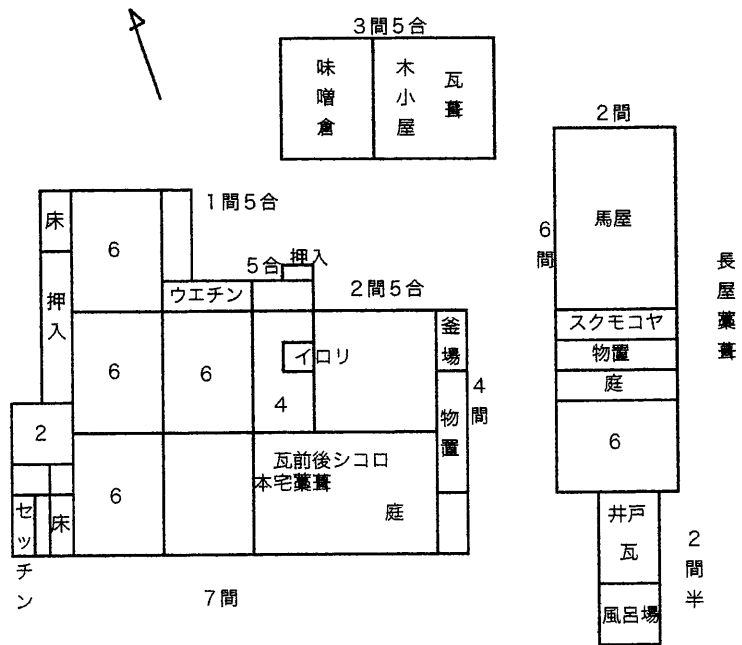 3間5合
味噌倉
木小屋
瓦葺
2間
馬屋
6間
長屋藁葺
スクモコヤ
物置
庭
6
井戸
瓦
風呂場
2間半
床
6
1間5合
押入
5合
押入
ウエチン
2間5合
釜場
6
6
イロリ
4
4間
物置
2
6
瓦前後シコロ
本宅藁葺
庭
セッチン
床
7間